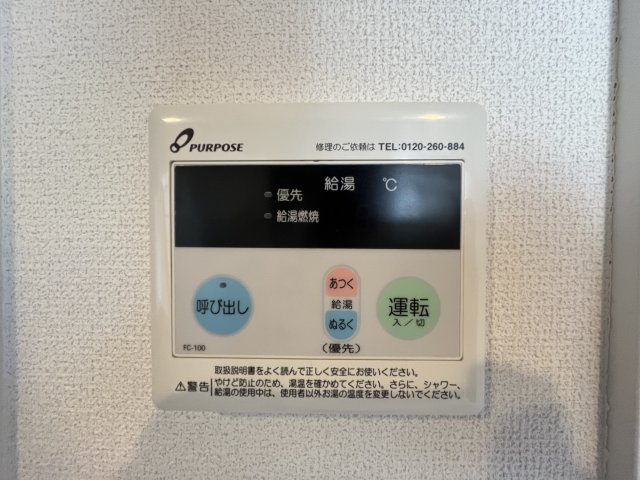 PURPOSE
修理のご依頼は TEL:0120-260-884
給湯 ℃
優先
給湯燃焼
呼び出し
あつく
給湯
ぬるく
(優先)
運転
入／切
FC-100
取扱説明書をよく読んで正しく安全にお使いください。
⚠警告
やけど防止のため、湯温を確かめてください。さらに、シャワー、
給湯の使用中は、使用者以外お湯の温度を変更しないでください。